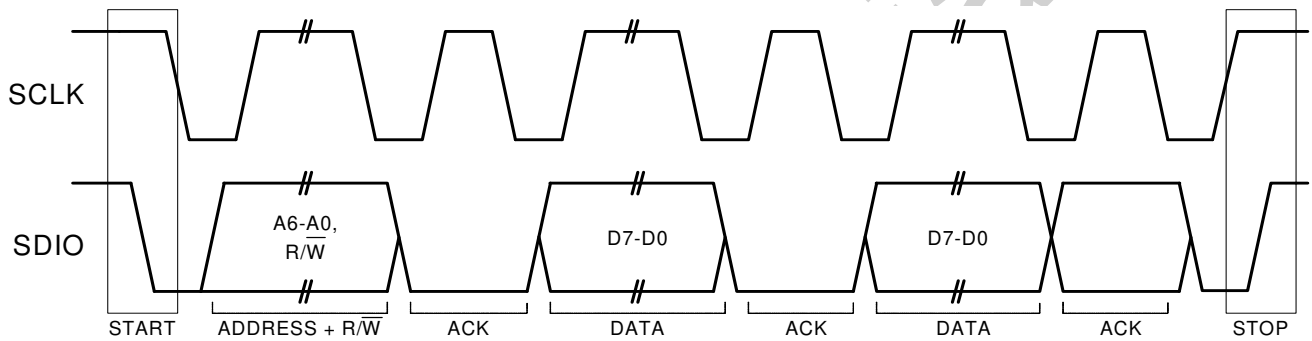 SCLK
SDIO
A6-A0,
R/W̅
D7-D0
D7-D0
START
ADDRESS + R/W̅
ACK
DATA
ACK
DATA
ACK
STOP